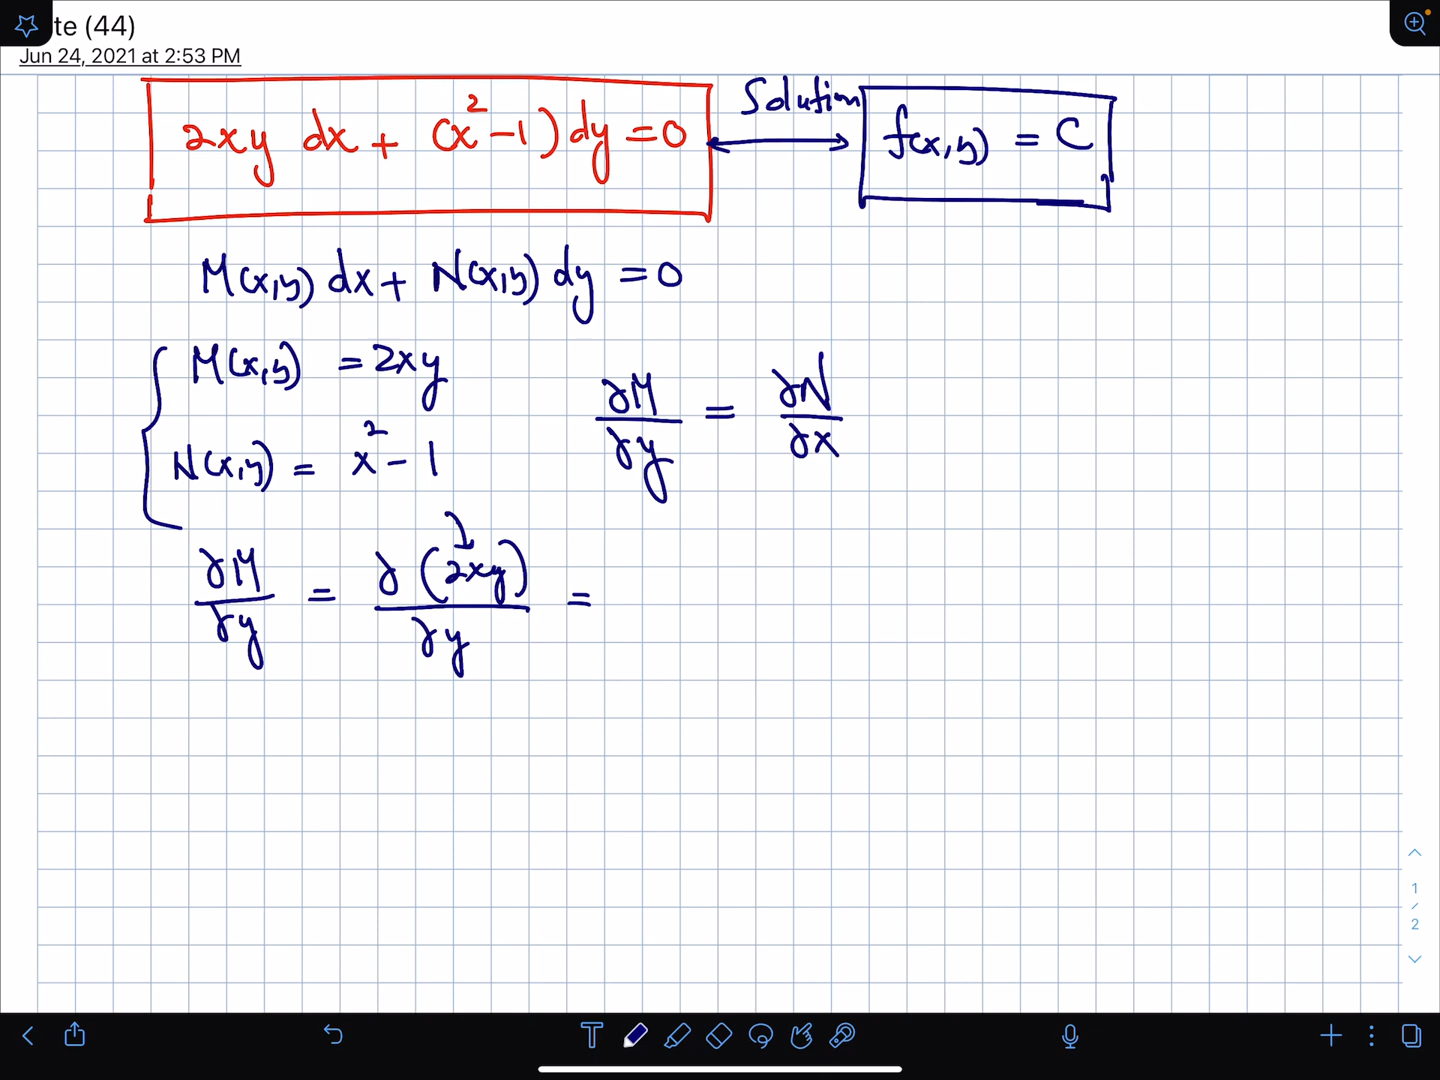 te (44)
Jun 24, 2021 at 2:53 PM
2xy dx + (x²-1) dy = 0
Solution
f(x,y) = C
M(x,y) dx + N(x,y) dy = 0
M(x,y) = 2xy
N(x,y) = x² - 1
∂M/∂y = ∂N/∂x
∂M/∂y = ∂(2xy)/∂y =
1
/
2